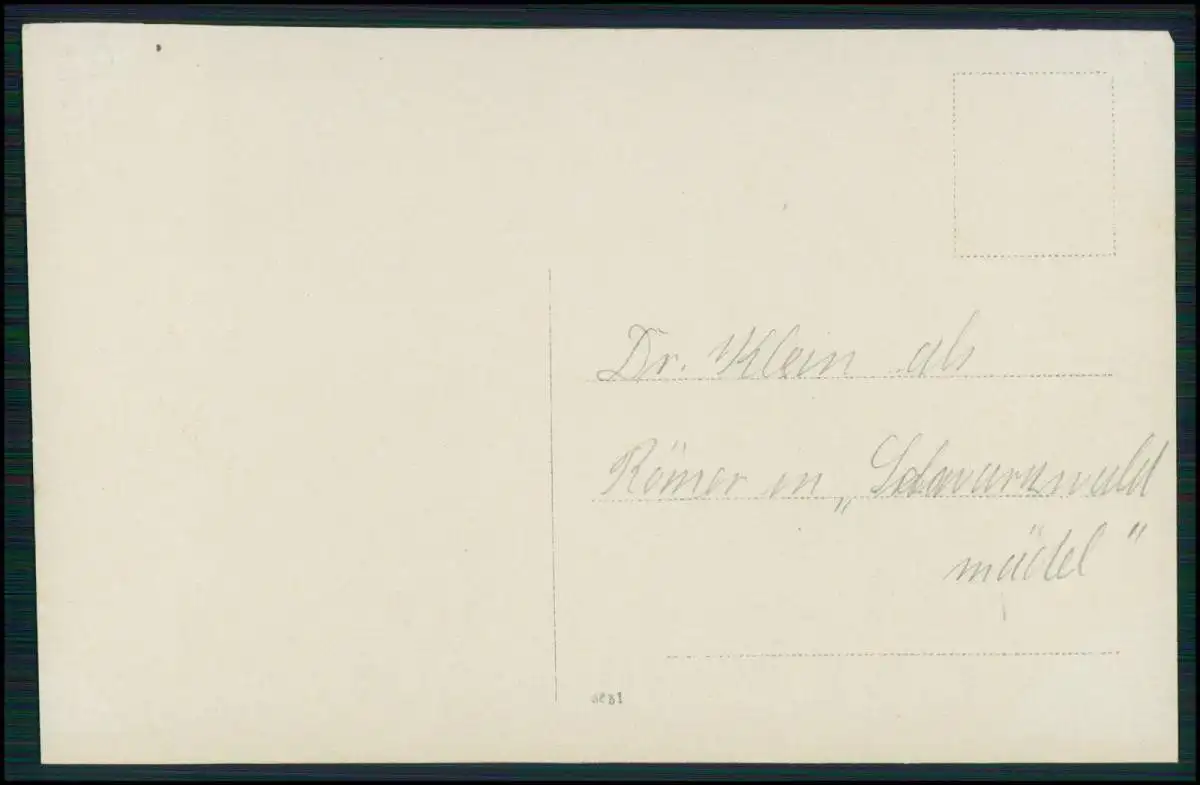 Dr. Klein als
Römer in „Schwarzwald
mädel"